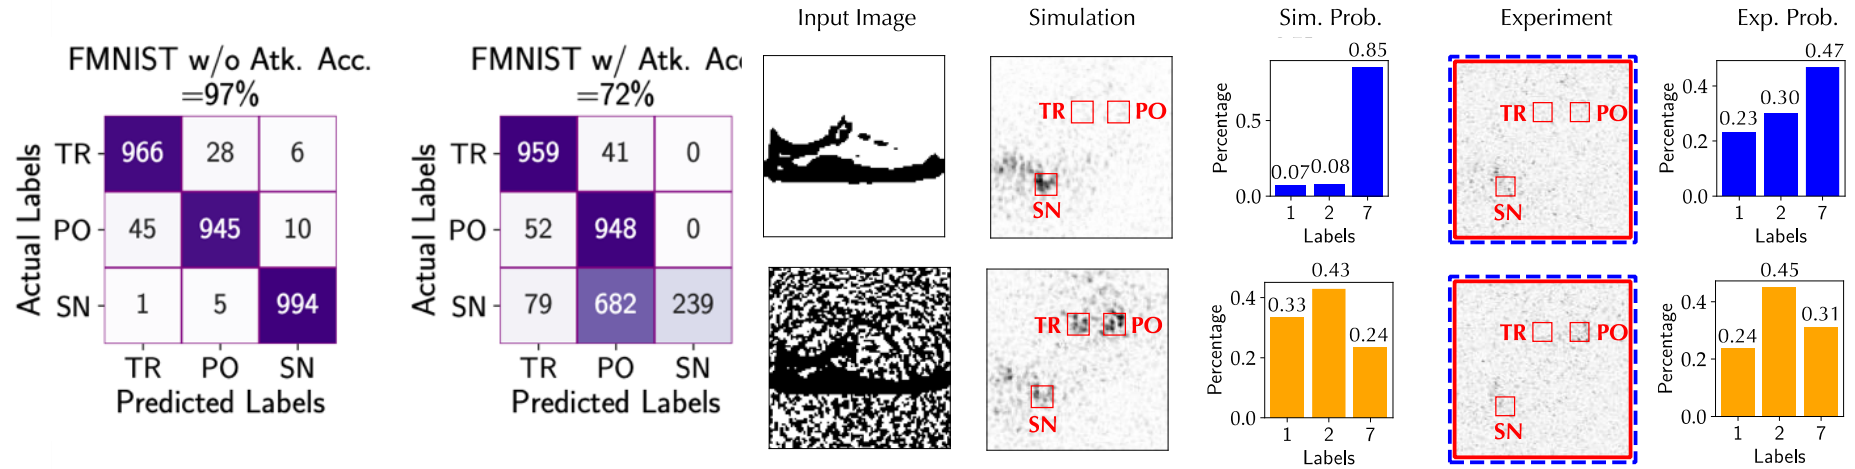 FMNIST w/o Atk. Acc.
=97%
Actual Labels
TR
966
28
6
PO
45
945
10
SN
1
5
994
TR
PO
SN
Predicted Labels
FMNIST w/ Atk. Acc
=72%
Actual Labels
TR
959
41
0
PO
52
948
0
SN
79
682
239
TR
PO
SN
Predicted Labels
Input Image
Simulation
Sim. Prob.
Experiment
Exp. Prob.
TR
PO
SN
0.85
Percentage
0.5
0.0
0.07
0.08
1
2
7
Labels
TR
PO
SN
0.47
Percentage
0.4
0.2
0.0
0.23
0.30
1
2
7
Labels
TR
PO
SN
0.43
Percentage
0.4
0.2
0.0
0.33
0.24
1
2
7
Labels
TR
PO
SN
0.45
Percentage
0.4
0.2
0.0
0.24
0.31
1
2
7
Labels